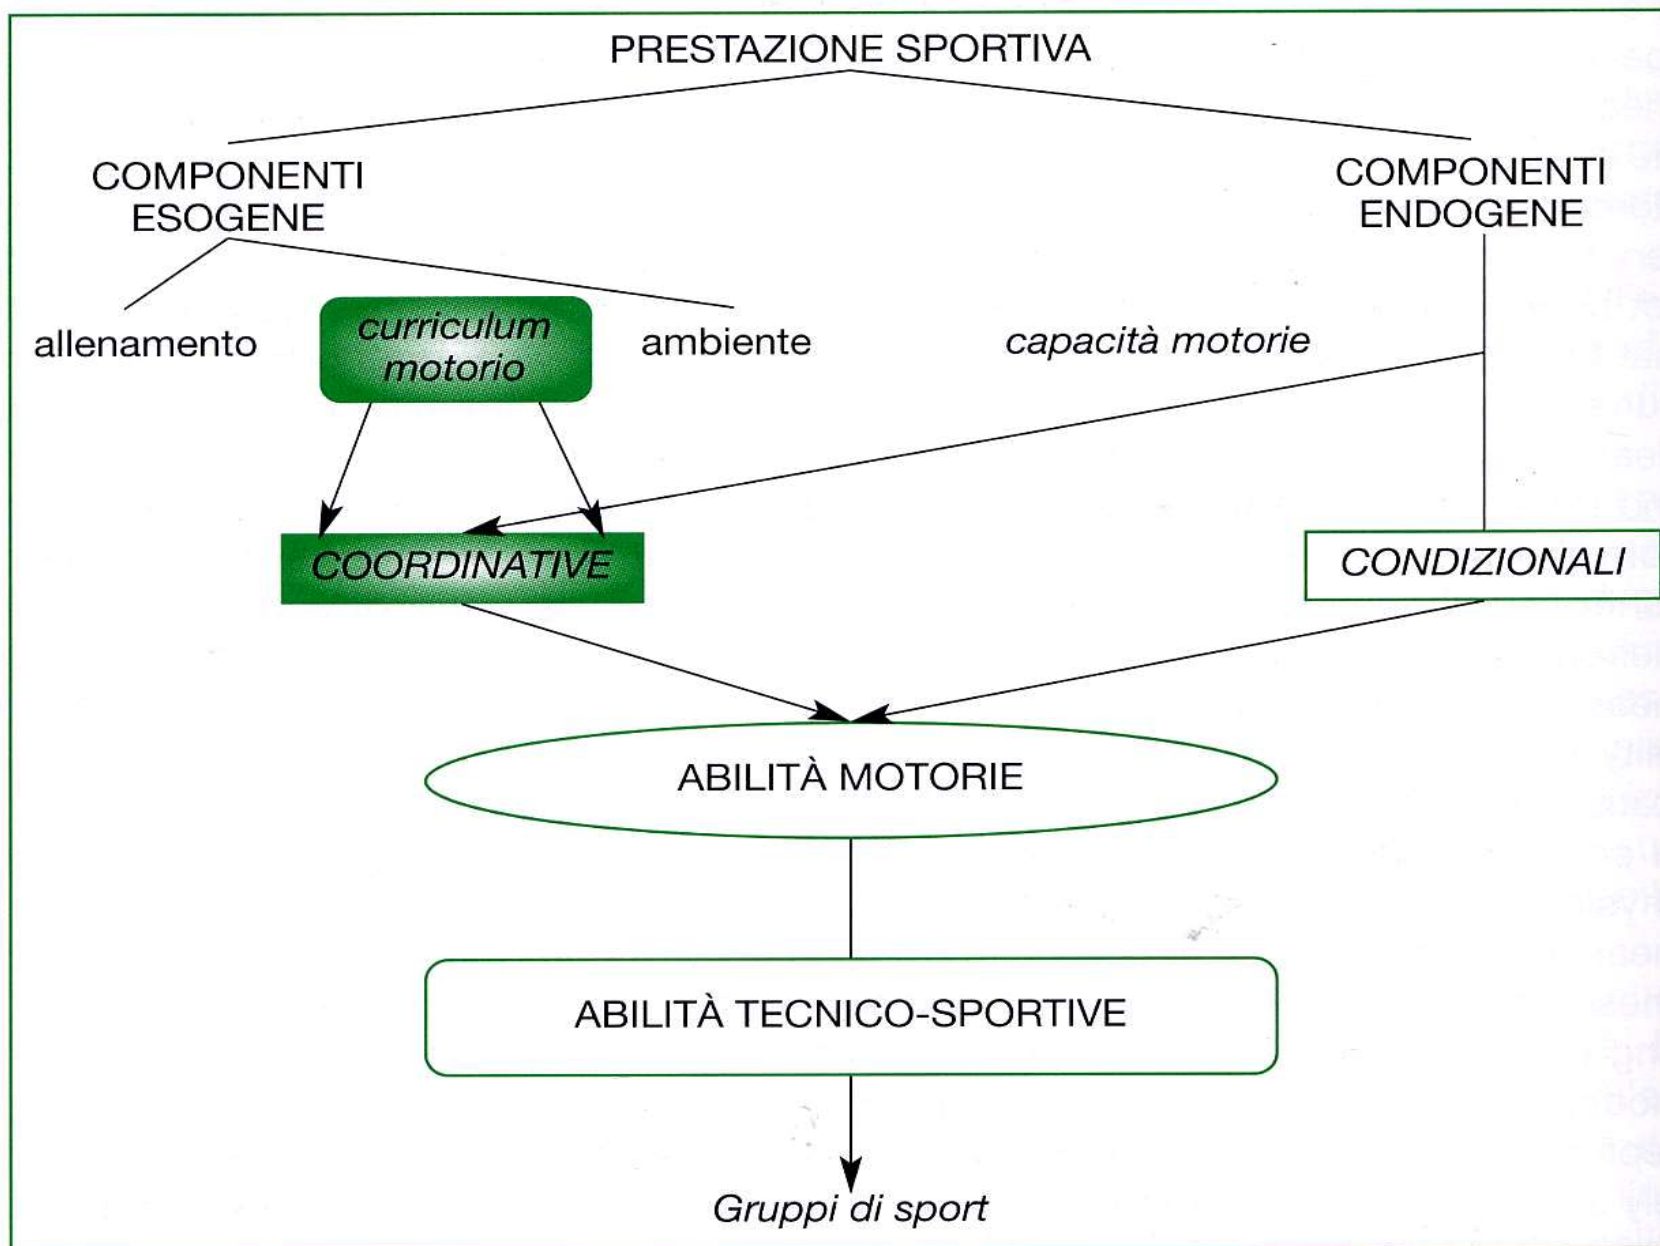 PRESTAZIONE SPORTIVA
COMPONENTI
ESOGENE
COMPONENTI
ENDOGENE
allenamento
curriculum
motorio
ambiente
capacità motorie
COORDINATIVE
CONDIZIONALI
ABILITÀ MOTORIE
ABILITÀ TECNICO-SPORTIVE
Gruppi di sport